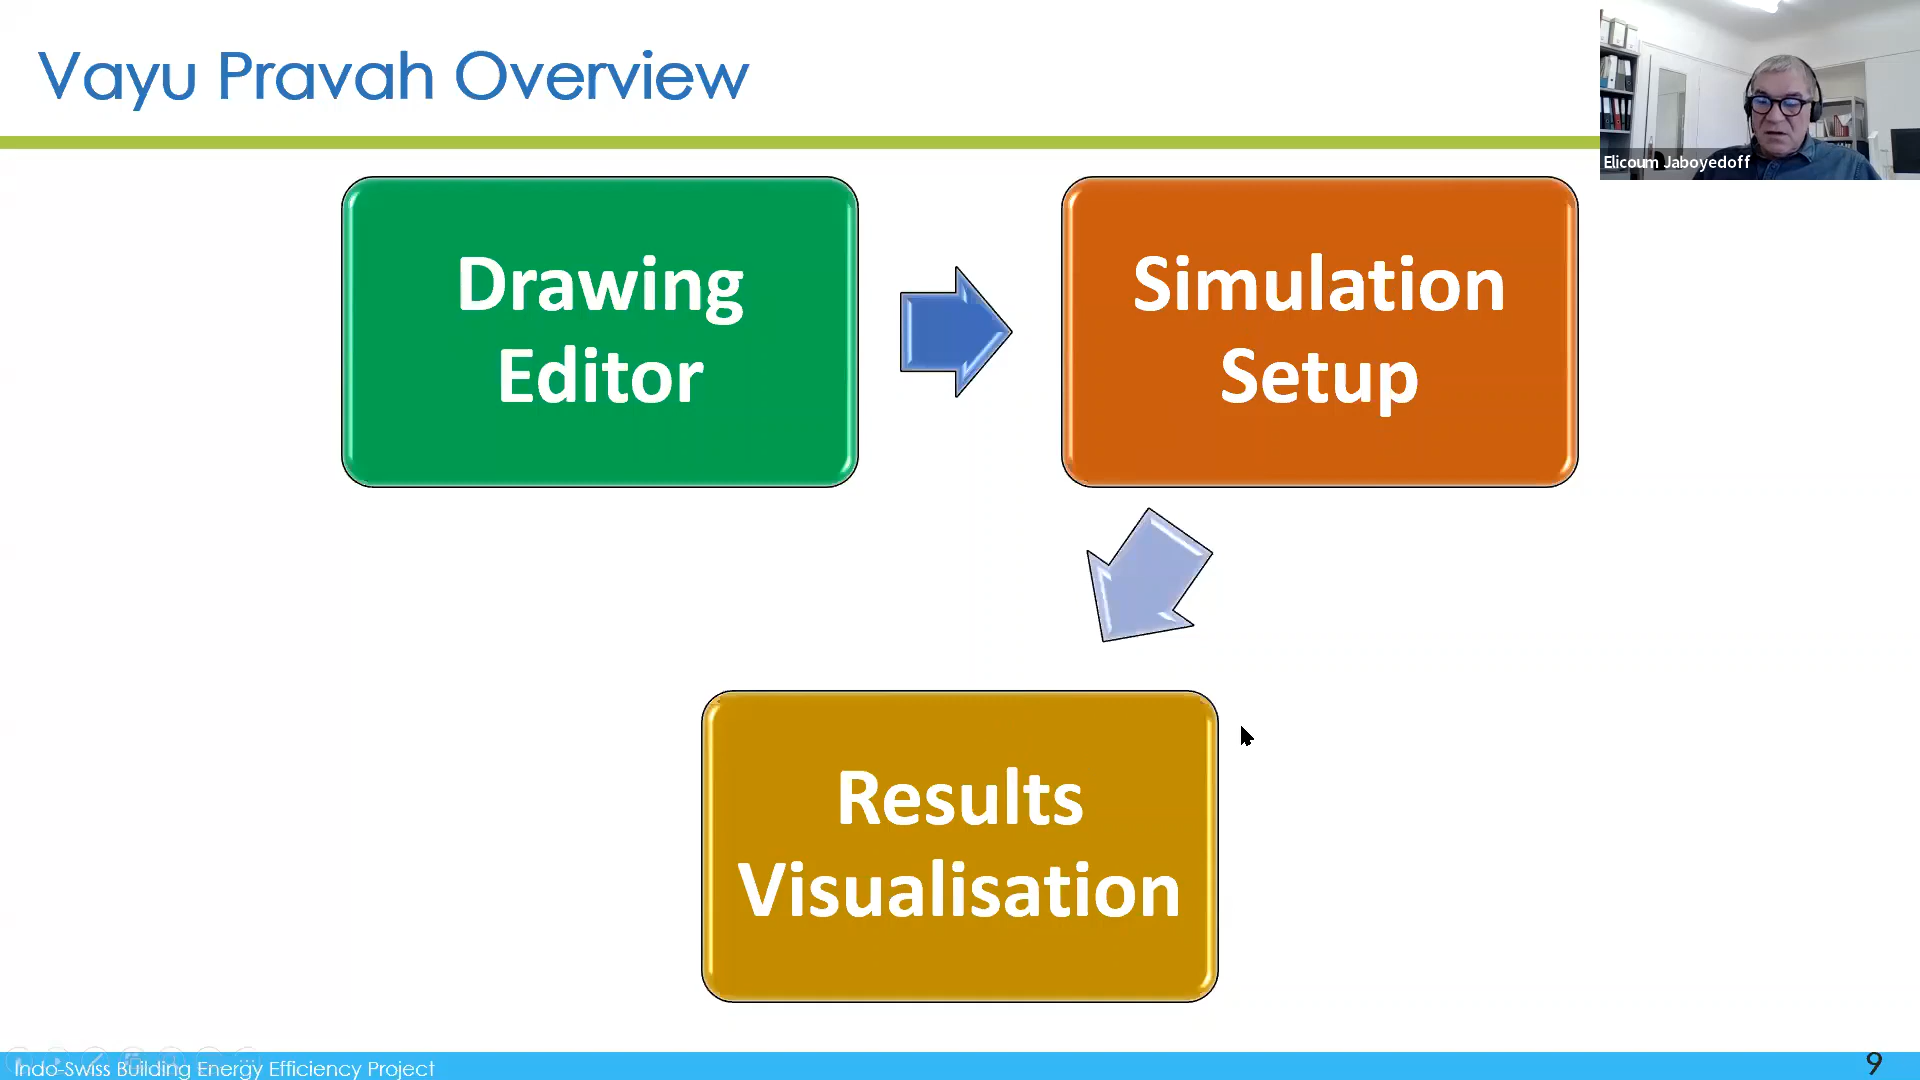 Vayu Pravah Overview
Elicoum Jaboyedoff
Drawing
Editor
Simulation
Setup
Results
Visualisation
Indo-Swiss Building Energy Efficiency Project
9